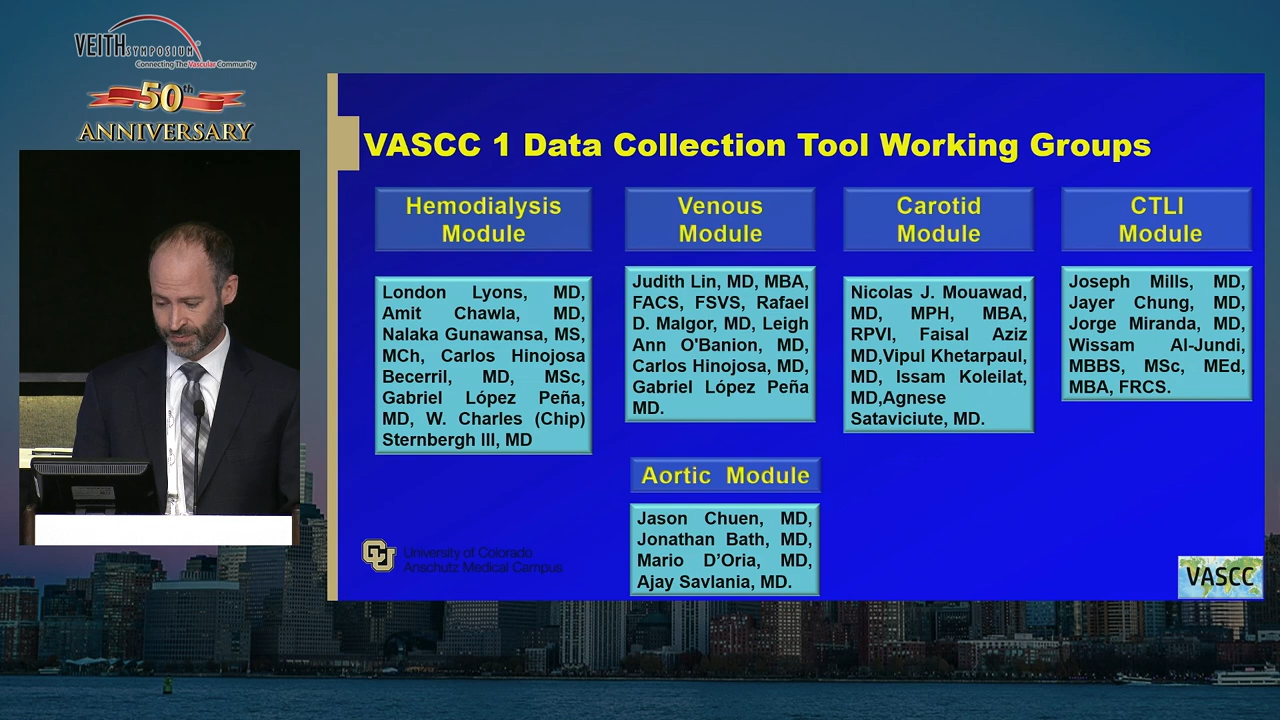 VEITHSYMPOSIUM®
Connecting The Vascular Community
50th
ANNIVERSARY
VASCC 1 Data Collection Tool Working Groups
Hemodialysis
Module
London Lyons, MD,
Amit Chawla, MD,
Nalaka Gunawansa, MS,
MCh, Carlos Hinojosa
Becerril, MD, MSc,
Gabriel López Peña,
MD, W. Charles (Chip)
Sternbergh III, MD
Venous
Module
Judith Lin, MD, MBA,
FACS, FSVS, Rafael
D. Malgor, MD, Leigh
Ann O'Banion, MD,
Carlos Hinojosa, MD,
Gabriel López Peña
MD.
Carotid
Module
Nicolas J. Mouawad,
MD, MPH, MBA,
RPVI, Faisal Aziz
MD,Vipul Khetarpaul,
MD, Issam Koleilat,
MD,Agnese
Sataviciute, MD.
CTLI
Module
Joseph Mills, MD,
Jayer Chung, MD,
Jorge Miranda, MD,
Wissam Al-Jundi,
MBBS, MSc, MEd,
MBA, FRCS.
Aortic Module
Jason Chuen, MD,
Jonathan Bath, MD,
Mario D’Oria, MD,
Ajay Savlania, MD.
CU
University of Colorado
Anschutz Medical Campus
VASCC